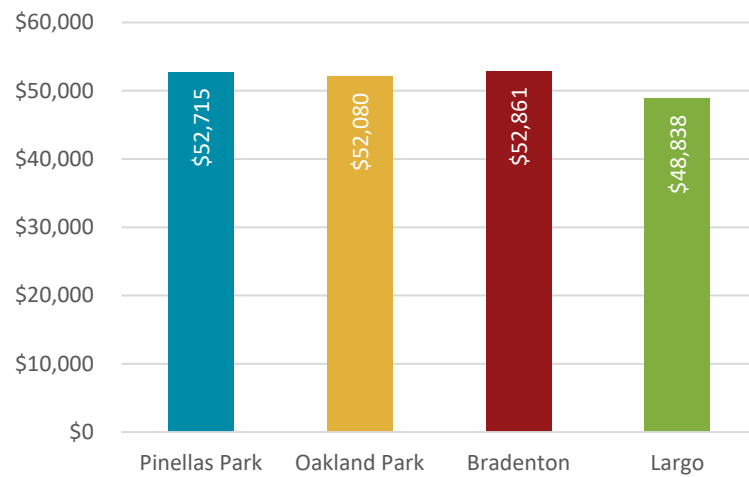 $60,000
$50,000
$40,000
$30,000
$20,000
$10,000
$0
$52,715
$52,080
$52,861
$48,838
Pinellas Park
Oakland Park
Bradenton
Largo